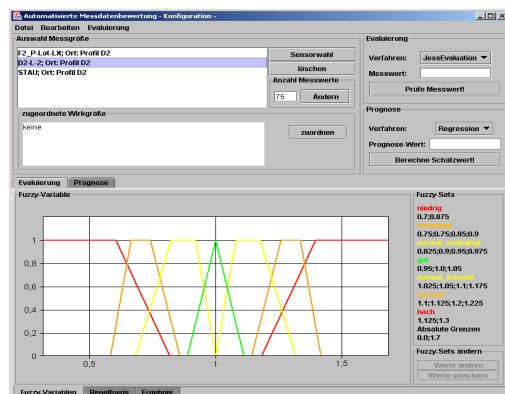 Automatisierte Messdatenbewertung - Konfiguration -
Datei Bearbeiten Evaluierung
Auswahl Messgröße
F2_P-Lot-LX; Ort: Profil D2
D2-L-2; Ort: Profil D2
STAU; Ort: Profil D2
Sensorwahl
löschen
Anzahl Messwerte
75 Ändern
zugeordnete Wirkgröße
keine
zuordnen
Evaluierung
Verfahren: JessEvaluation
Messwert:
Prüfe Messwert!
Prognose
Verfahren: Regression
Prognose-Wert:
Berechne Schätzwert!
Evaluierung Prognose
Fuzzy-Variable
1
0,8
0,6
0,4
0,2
0
0,5 1 1,5
Fuzzy-Sets
niedrig
0.7;0.875
0.75;0.75;0.85;0.9
normal_erniedrigt
0.825;0.9;0.95;0.975
gut
0.95;1.0;1.05
normal_erhoeht
1.025;1.05;1.1;1.175
1.1;1.125;1.2;1.225
hoch
1.125;1.3
Absolute Grenzen
0.0;1.7
Fuzzy-Sets ändern
Werte ändern
Werte speichern
Fuzzy-Variablen Regelbasis Ergebnis